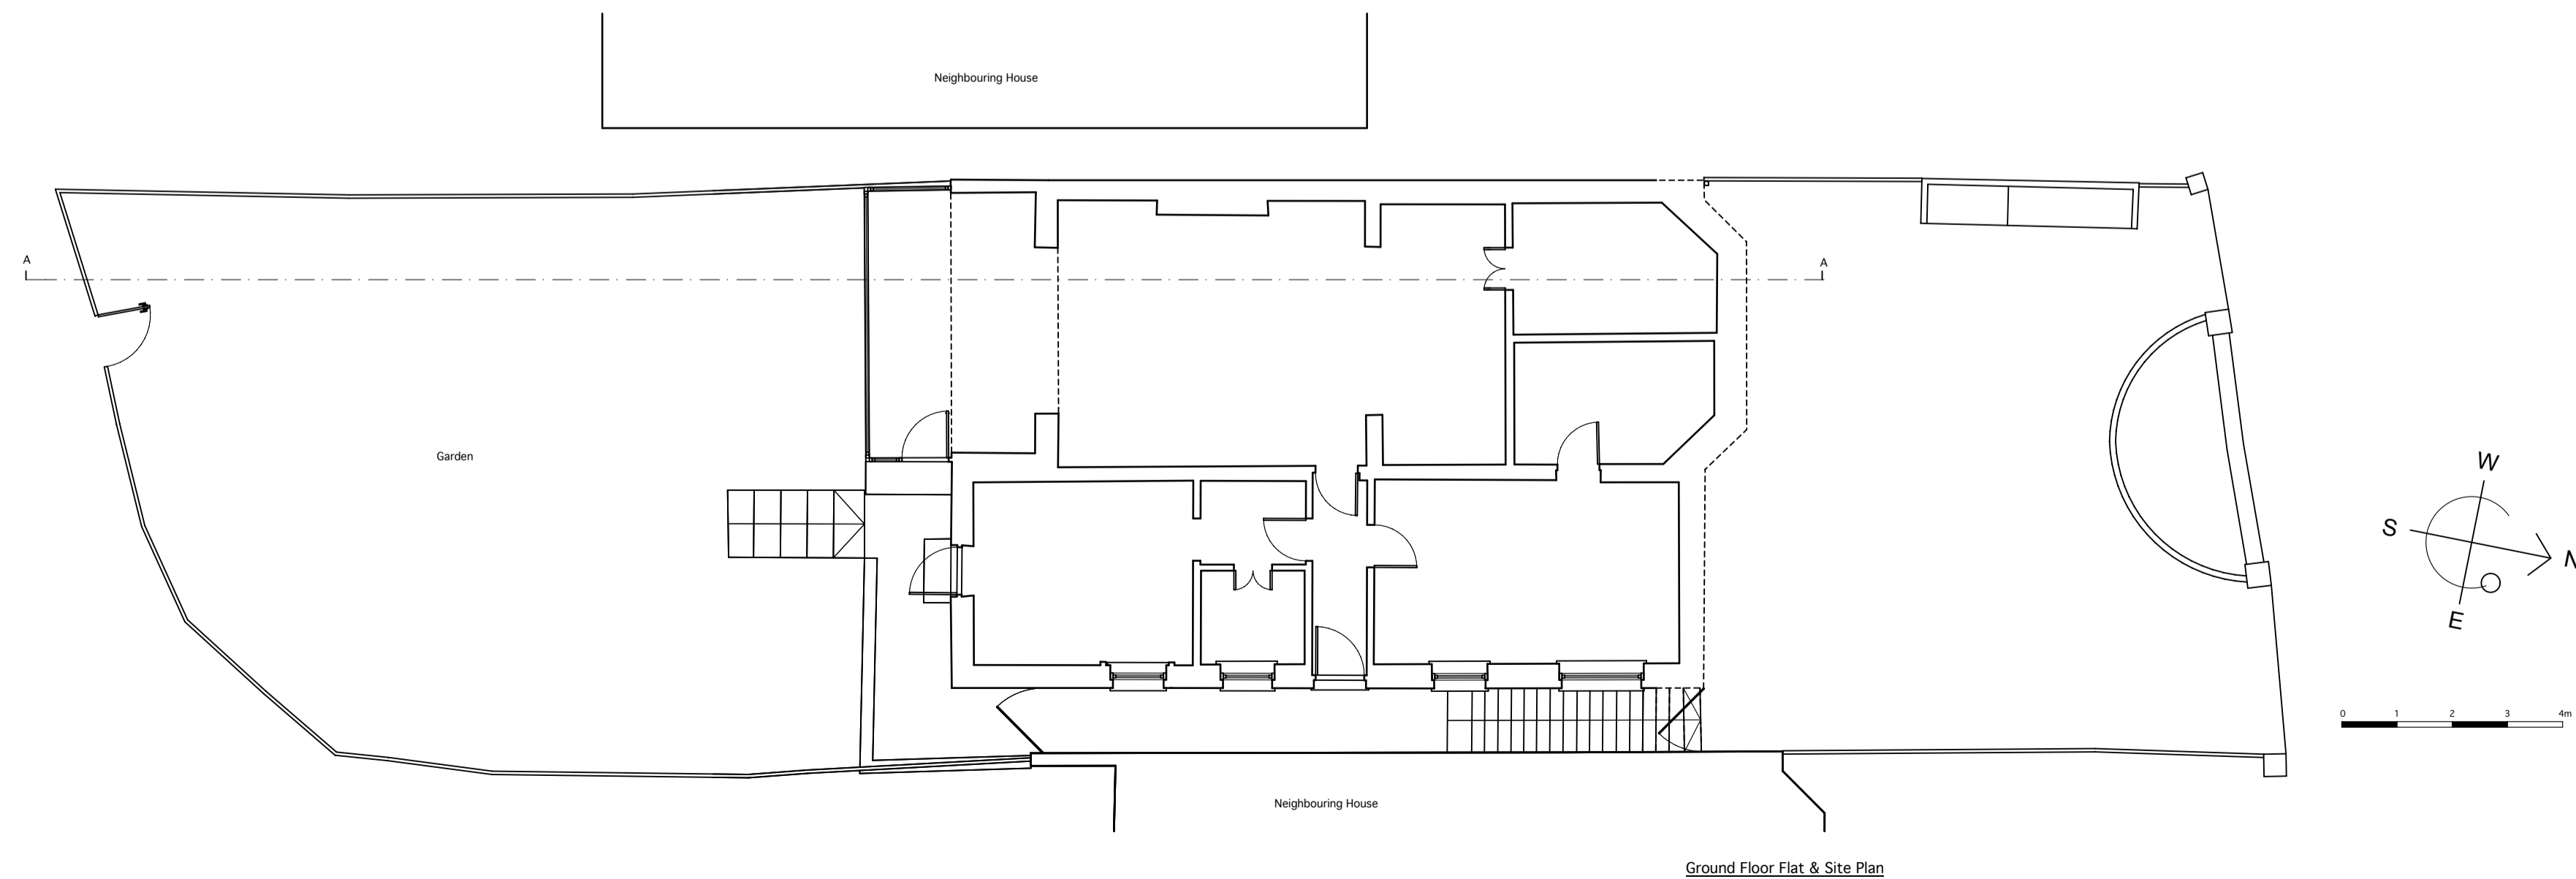 Neighbouring House
A
A
Garden
W
S
N
E
0 1 2 3 4m
Neighbouring House
Ground Floor Flat & Site Plan